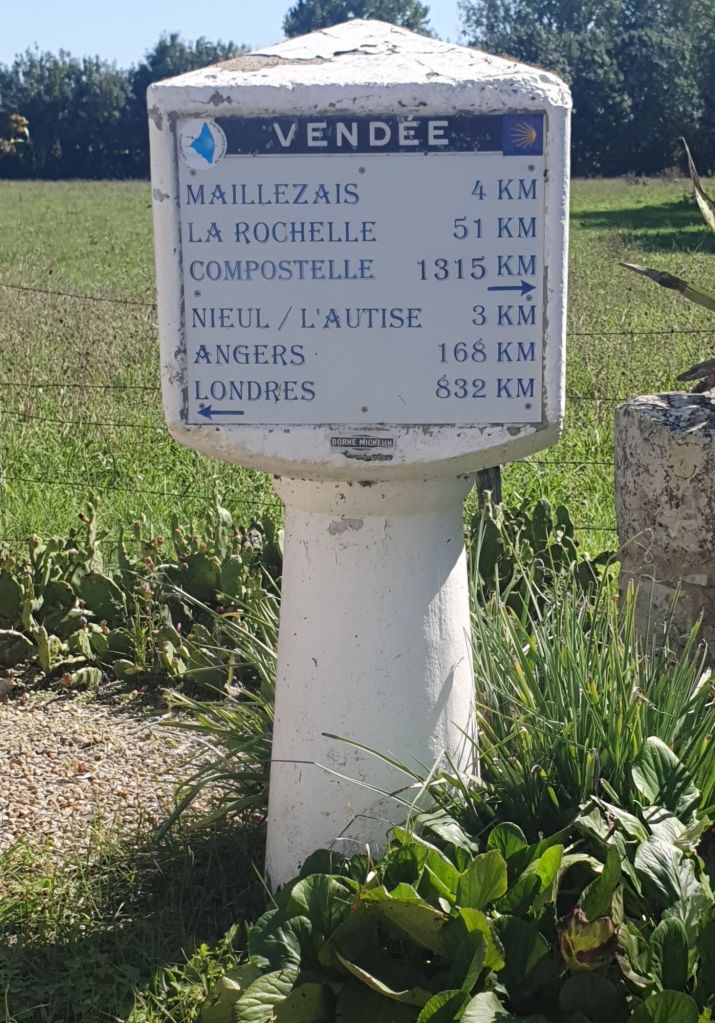 VENDÉE
MAILLEZAIS 4 KM
LA ROCHELLE 51 KM
COMPOSTELLE 1315 KM
NIEUL / L'AUTISE 3 KM
ANGERS 168 KM
LONDRES 832 KM
BORNE MICHELIN